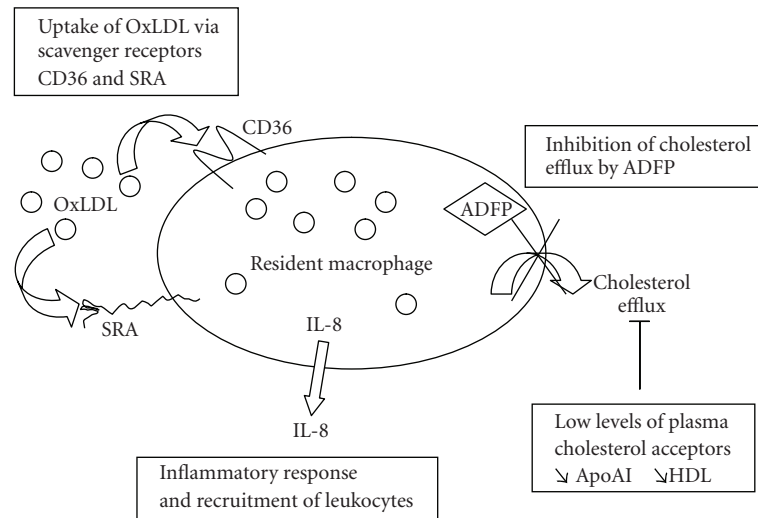 Uptake of OxLDL via
scavenger receptors
CD36 and SRA
CD36
Inhibition of cholesterol
efflux by ADFP
OxLDL
ADFP
Resident macrophage
Cholesterol
efflux
SRA
IL-8
IL-8
Low levels of plasma
cholesterol acceptors
↘ ApoAI ↘HDL
Inflammatory response
and recruitment of leukocytes